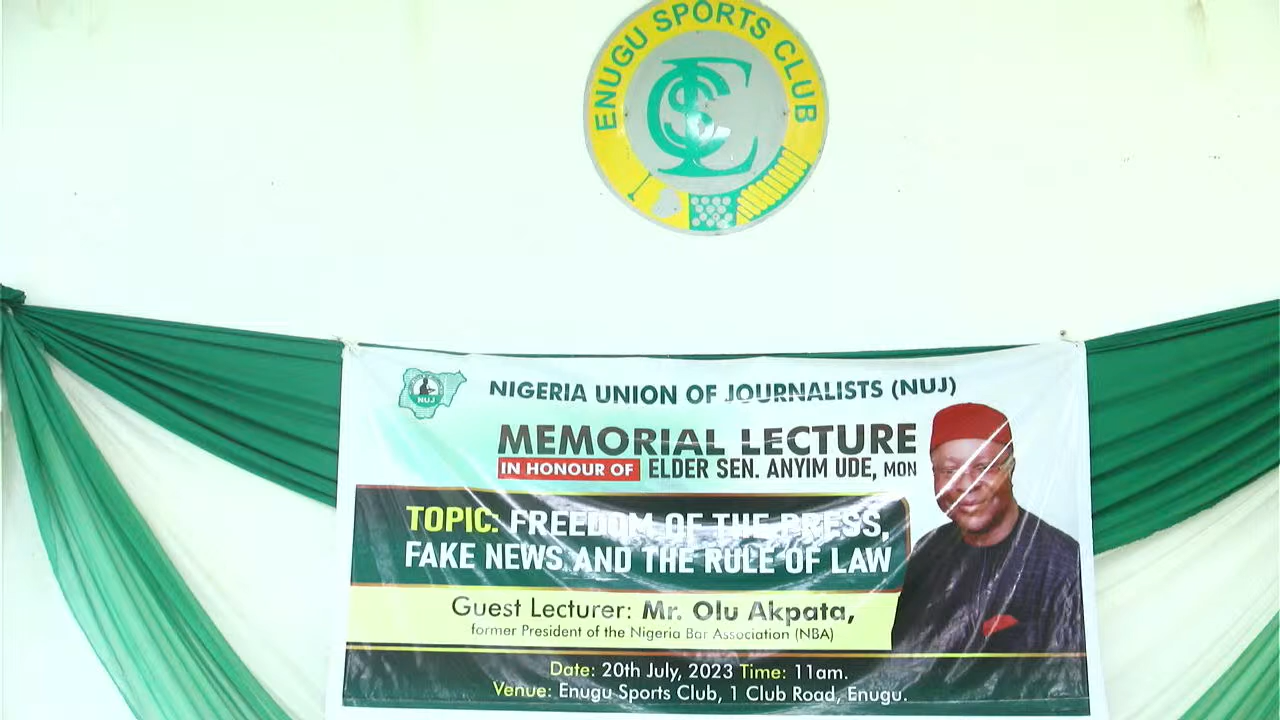 ENUGU SPORTS CLUB
NUJ
NIGERIA UNION OF JOURNALISTS (NUJ)
MEMORIAL LECTURE
IN HONOUR OF ELDER SEN. ANYIM UDE, MON
TOPIC: FREEDOM OF THE PRESS,
FAKE NEWS AND THE RULE OF LAW
Guest Lecturer: Mr. Olu Akpata,
former President of the Nigeria Bar Association (NBA)
Date: 20th July, 2023 Time: 11am.
Venue: Enugu Sports Club, 1 Club Road, Enugu.